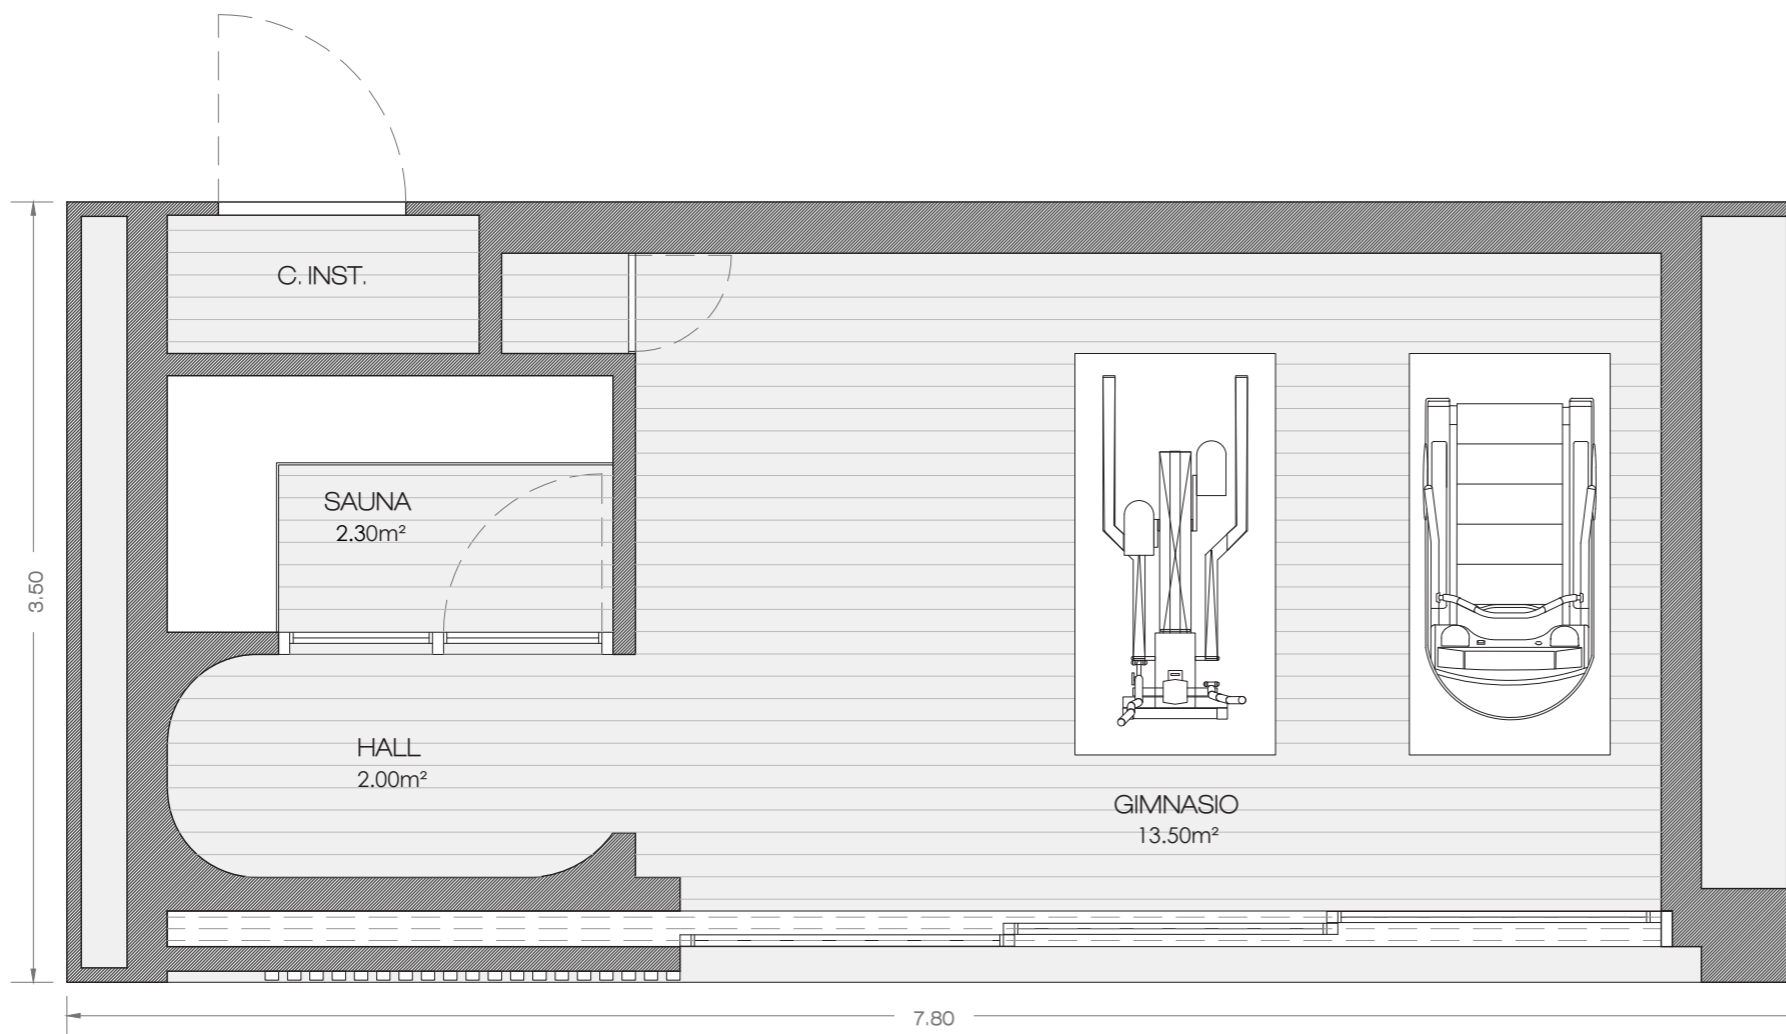 C. INST.
SAUNA
2.30m²
3.50
HALL
2.00m²
GIMNASIO
13.50m²
7.80